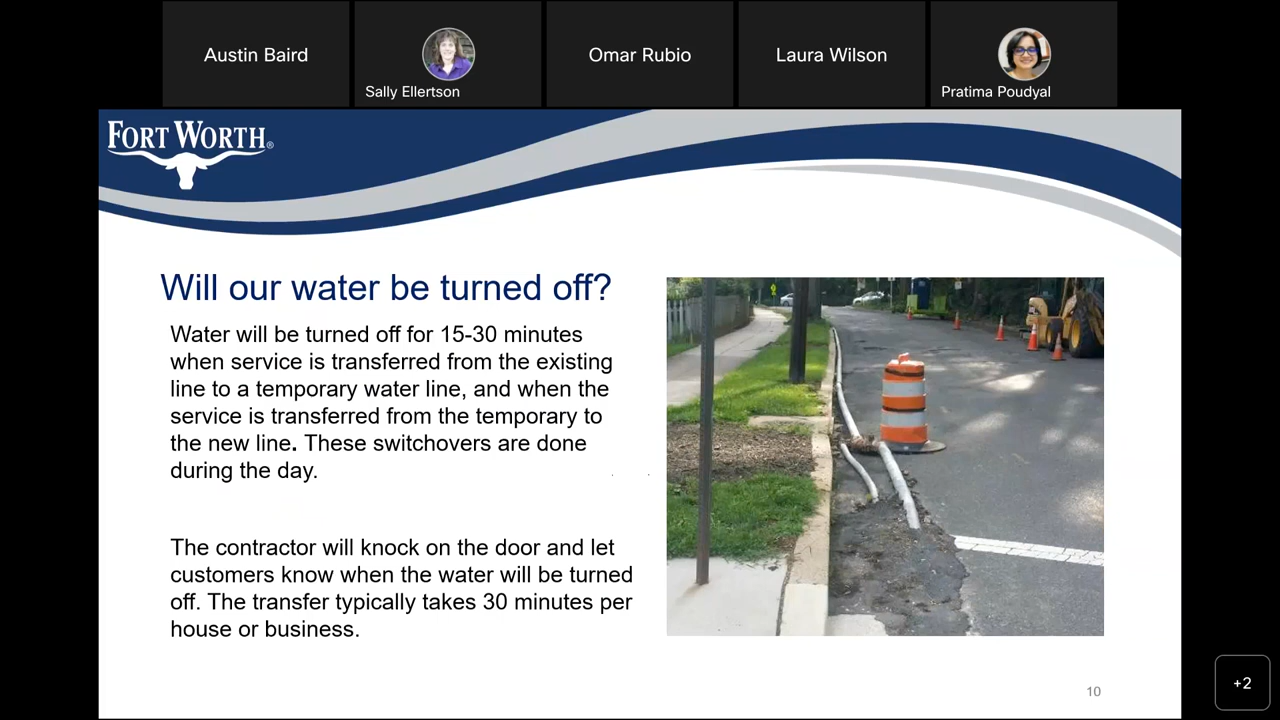 Austin Baird
Sally Ellertson
Omar Rubio
Laura Wilson
Pratima Poudyal
FORT WORTH®
Will our water be turned off?
Water will be turned off for 15-30 minutes
when service is transferred from the existing
line to a temporary water line, and when the
service is transferred from the temporary to
the new line. These switchovers are done
during the day.
The contractor will knock on the door and let
customers know when the water will be turned
off. The transfer typically takes 30 minutes per
house or business.
10
+2